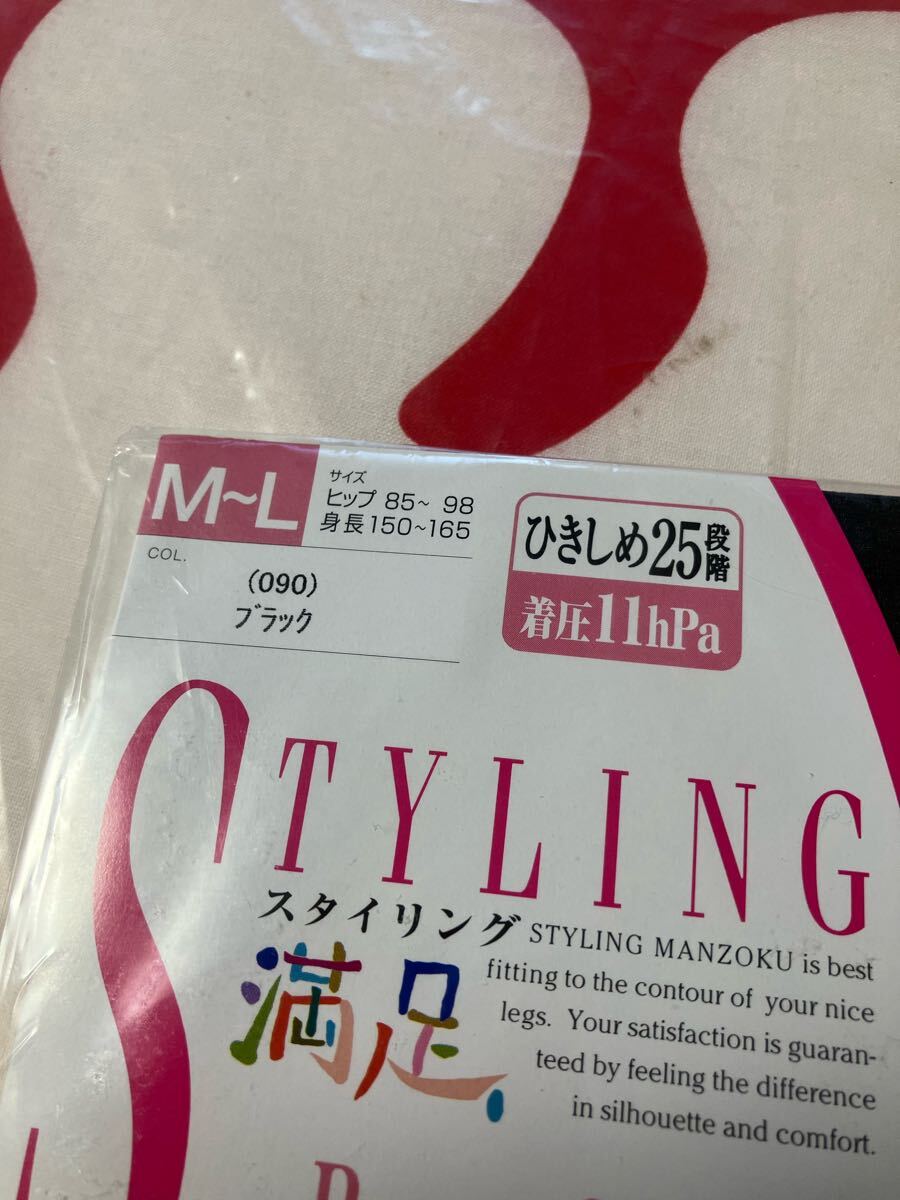 M~L
サイズ
ヒップ 85~ 98
身長150~165
COL.
(090)
ブラック
ひきしめ25段階
着圧11hPa
STYLING
スタイリング
満足。
STYLING MANZOKU is best
fitting to the contour of your nice
legs. Your satisfaction is guaran-
teed by feeling the difference
in silhouette and comfort.